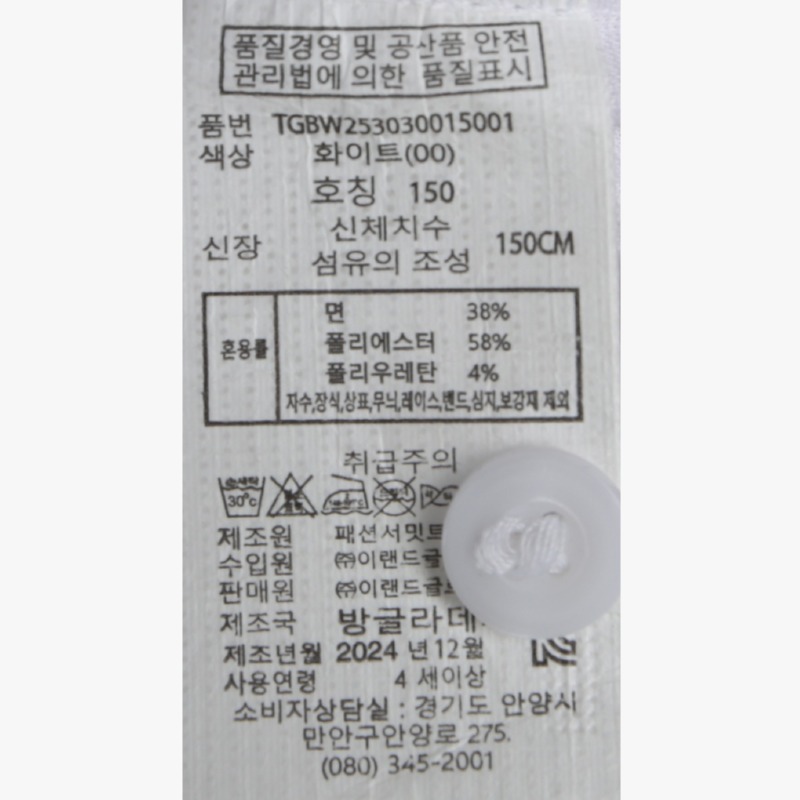 품질경영 및 공산품 안전
관리법에 의한 품질표시
품번 TGBW253030015001
색상 화이트(00)
호칭 150
신체치수
신장 150CM
섬유의 조성
혼용률
면 38%
폴리에스터 58%
폴리우레탄 4%
자수,장식,상표,무늬,레이스,밴드,심지,보강재 제외
취급주의
손세탁
30°C
제조원 패션서밋트
수입원 ㈜이랜드글
판매원 ㈜이랜드글
제조국 방글라데
제조년월 2024 년12월
사용연령 4 세이상
소비자상담실 : 경기도 안양시
만안구안양로 275.
(080) 345-2001